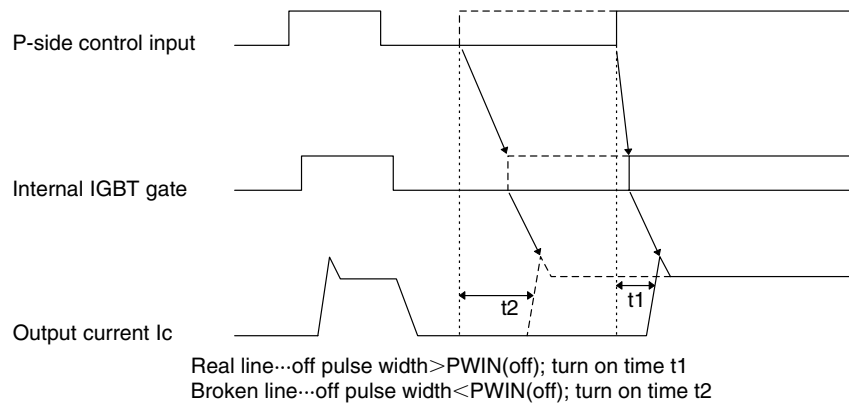 P-side control input
Internal IGBT gate
t2
t1
Output current Ic
Real line···off pulse width>PWIN(off); turn on time t1
Broken line···off pulse width<PWIN(off); turn on time t2